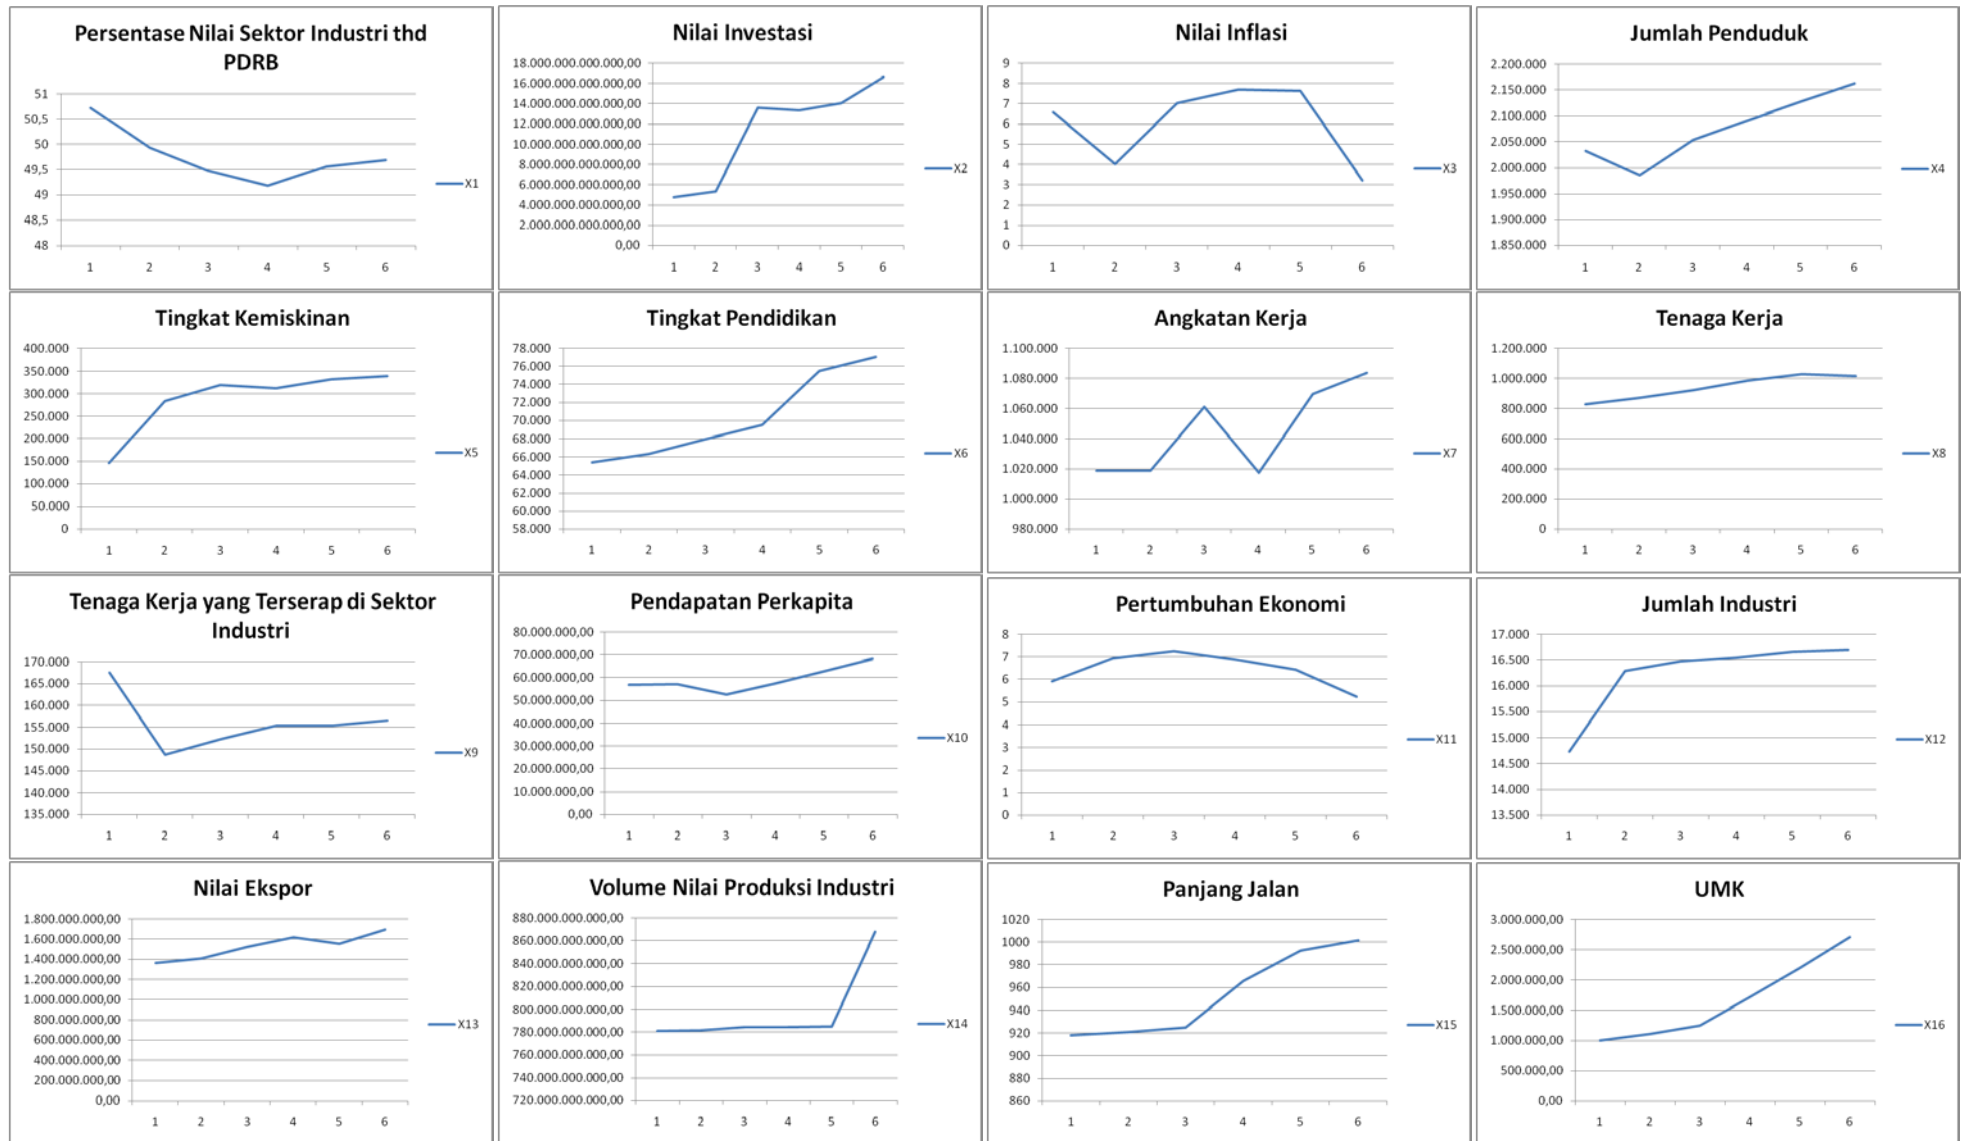 Persentase Nilai Sektor Industri thd
PDRB
51
50,5
50
49,5
49
48,5
48
1 2 3 4 5 6
X1
Nilai Investasi
18.000.000.000.000,00
16.000.000.000.000,00
14.000.000.000.000,00
12.000.000.000.000,00
10.000.000.000.000,00
8.000.000.000.000,00
6.000.000.000.000,00
4.000.000.000.000,00
2.000.000.000.000,00
0,00
1 2 3 4 5 6
X2
Nilai Inflasi
9
8
7
6
5
4
3
2
1
0
1 2 3 4 5 6
X3
Jumlah Penduduk
2.200.000
2.150.000
2.100.000
2.050.000
2.000.000
1.950.000
1.900.000
1.850.000
1 2 3 4 5 6
X4
Tingkat Kemiskinan
400.000
350.000
300.000
250.000
200.000
150.000
100.000
50.000
0
1 2 3 4 5 6
X5
Tingkat Pendidikan
78.000
76.000
74.000
72.000
70.000
68.000
66.000
64.000
62.000
60.000
58.000
1 2 3 4 5 6
X6
Angkatan Kerja
1.100.000
1.080.000
1.060.000
1.040.000
1.020.000
1.000.000
980.000
1 2 3 4 5 6
X7
Tenaga Kerja
1.200.000
1.000.000
800.000
600.000
400.000
200.000
0
1 2 3 4 5 6
X8
Tenaga Kerja yang Terserap di Sektor
Industri
170.000
165.000
160.000
155.000
150.000
145.000
140.000
135.000
1 2 3 4 5 6
X9
Pendapatan Perkapita
80.000.000,00
70.000.000,00
60.000.000,00
50.000.000,00
40.000.000,00
30.000.000,00
20.000.000,00
10.000.000,00
0,00
1 2 3 4 5 6
X10
Pertumbuhan Ekonomi
8
7
6
5
4
3
2
1
0
1 2 3 4 5 6
X11
Jumlah Industri
17.000
16.500
16.000
15.500
15.000
14.500
14.000
13.500
1 2 3 4 5 6
X12
Nilai Ekspor
1.800.000.000,00
1.600.000.000,00
1.400.000.000,00
1.200.000.000,00
1.000.000.000,00
800.000.000,00
600.000.000,00
400.000.000,00
200.000.000,00
0,00
1 2 3 4 5 6
X13
Volume Nilai Produksi Industri
880.000.000.000,00
860.000.000.000,00
840.000.000.000,00
820.000.000.000,00
800.000.000.000,00
780.000.000.000,00
760.000.000.000,00
740.000.000.000,00
720.000.000.000,00
1 2 3 4 5 6
X14
Panjang Jalan
1020
1000
980
960
940
920
900
880
860
1 2 3 4 5 6
X15
UMK
3.000.000,00
2.500.000,00
2.000.000,00
1.500.000,00
1.000.000,00
500.000,00
0,00
1 2 3 4 5 6
X16